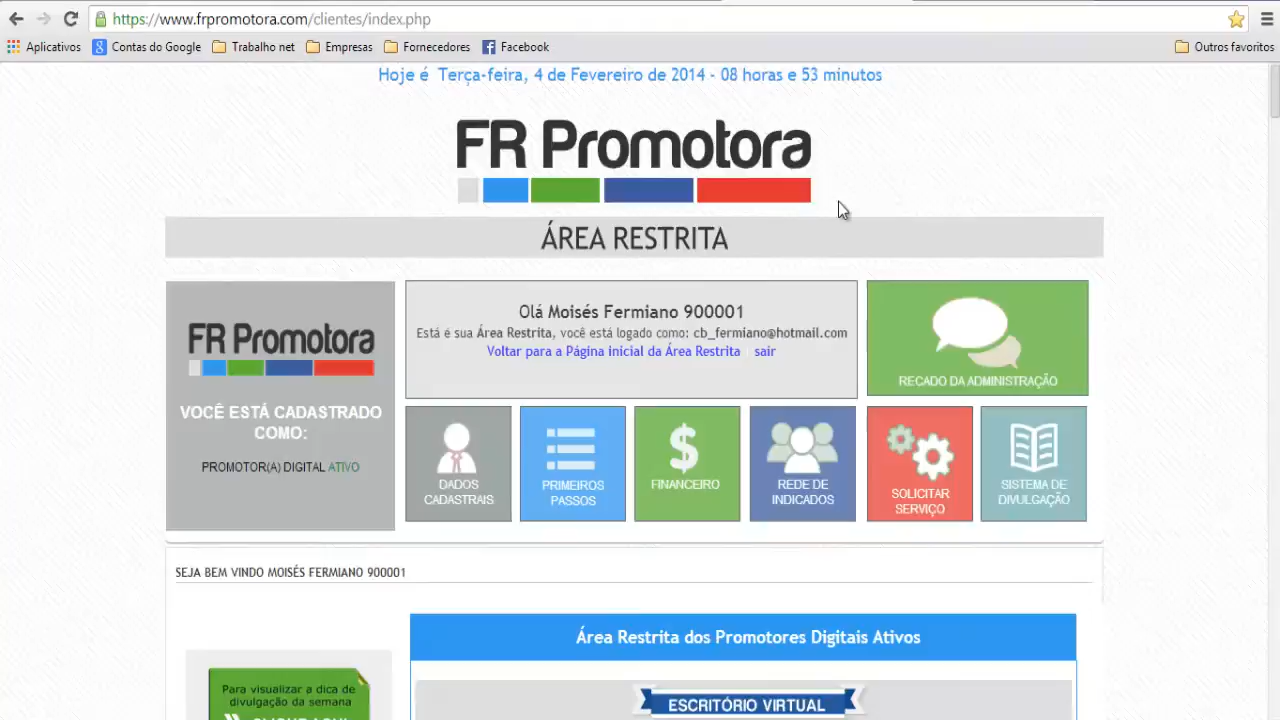 https://www.frpromotora.com/clientes/index.php
Aplicativos Contas do Google Trabalho net Empresas Fornecedores Facebook Outros favoritos
Hoje é Terça-feira, 4 de Fevereiro de 2014 - 08 horas e 53 minutos
FR Promotora
ÁREA RESTRITA
FR Promotora
VOCÊ ESTÁ CADASTRADO
COMO:
PROMOTOR(A) DIGITAL ATIVO
Olá Moisés Fermiano 900001
Está é sua Área Restrita, você está logado como: cb_fermiano@hotmail.com
Voltar para a Página inicial da Área Restrita | sair
RECADO DA ADMINISTRAÇÃO
DADOS
CADASTRAIS
PRIMEIROS
PASSOS
FINANCEIRO
REDE DE
INDICADOS
SOLICITAR
SERVIÇO
SISTEMA DE
DIVULGAÇÃO
SEJA BEM VINDO MOISÉS FERMIANO 900001
Área Restrita dos Promotores Digitais Ativos
Para visualizar a dica de
divulgação da semana
CLIQUE AQUI
ESCRITÓRIO VIRTUAL